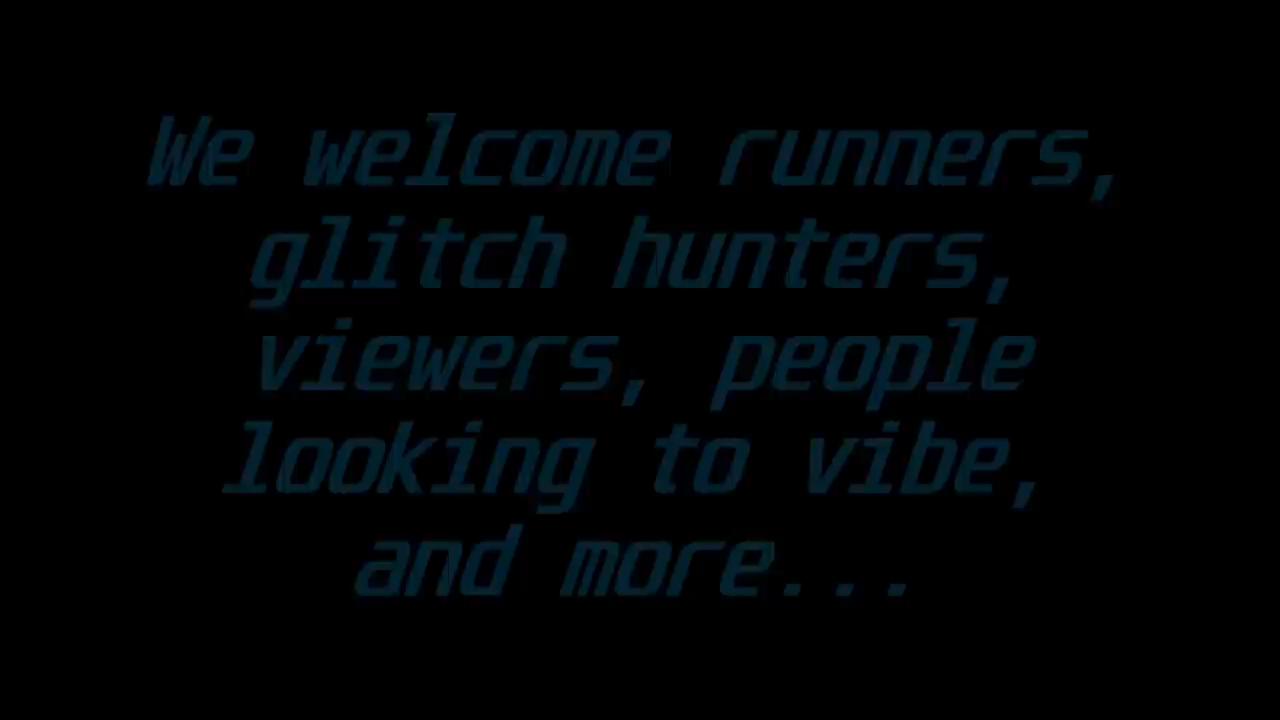 We welcome runners,
glitch hunters,
viewers, people
looking to vibe,
and more...